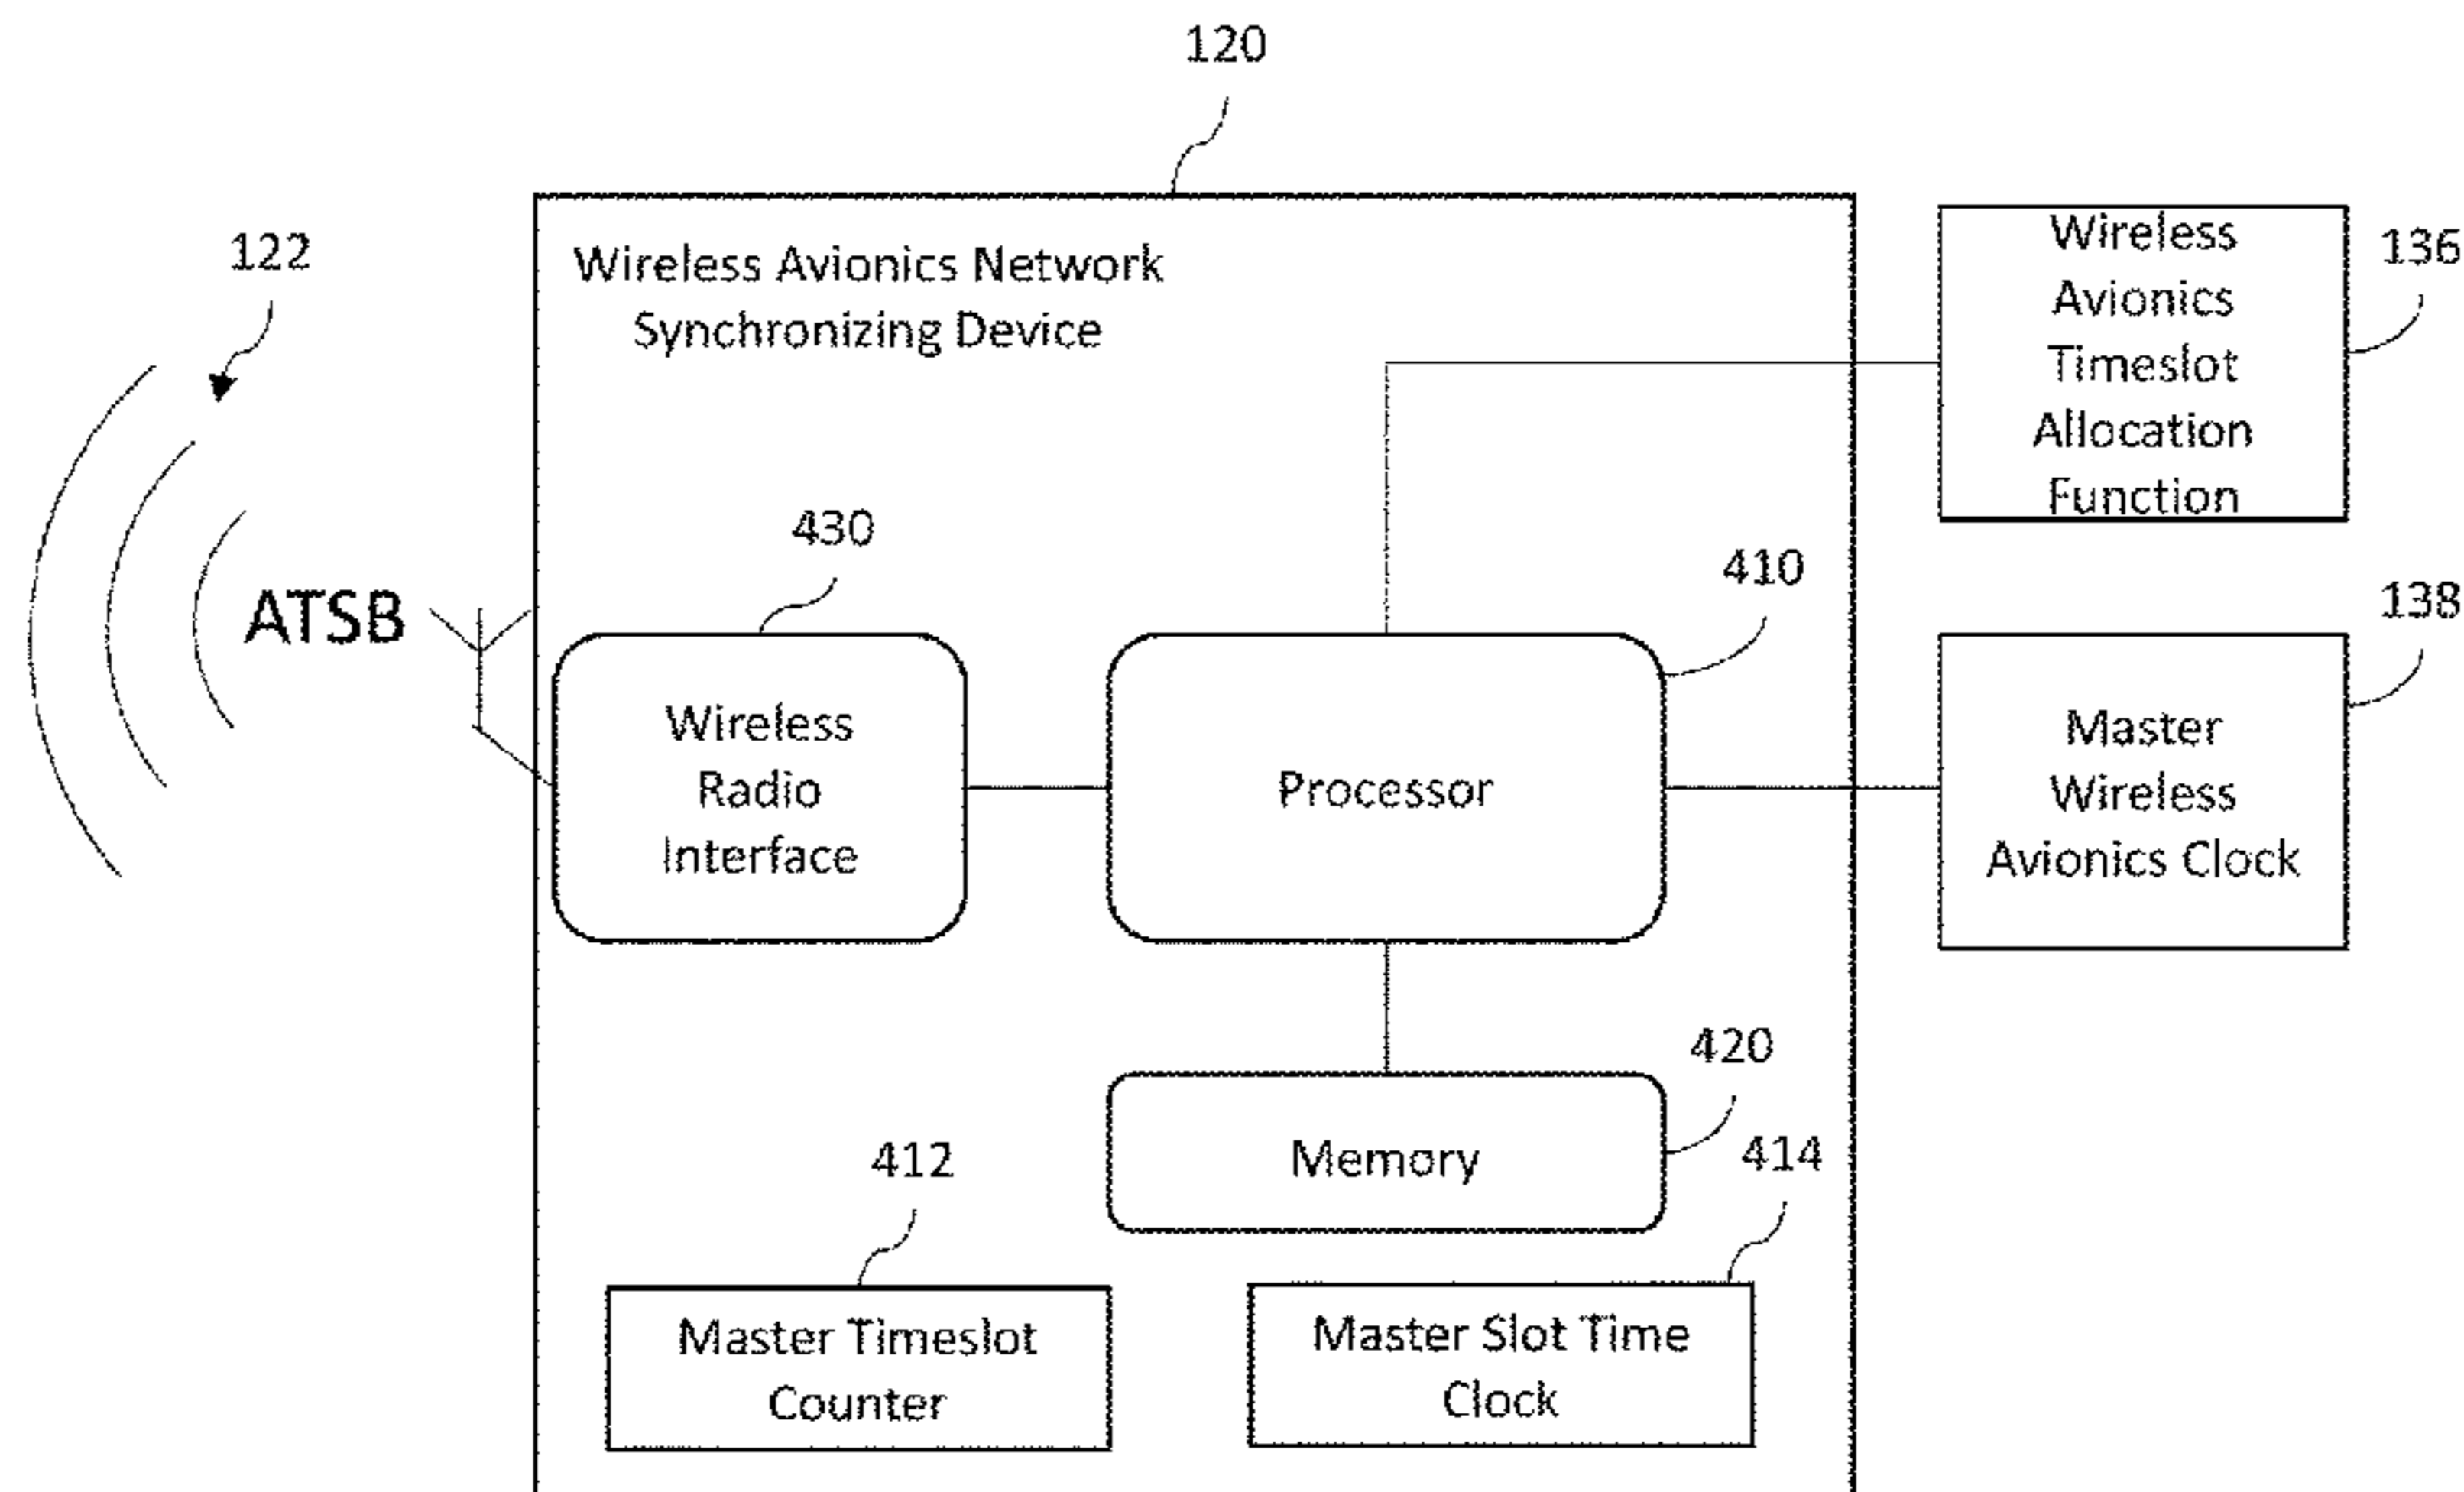 120
122
Wireless Avionics Network
Synchronizing Device
Wireless
Avionics
Timeslot
Allocation
Function
136
430
410
ATSB
138
Wireless
Radio
Interface
Processor
Master
Wireless
Avionics Clock
420
Memory
412
414
Master Timeslot
Counter
Master Slot Time
Clock